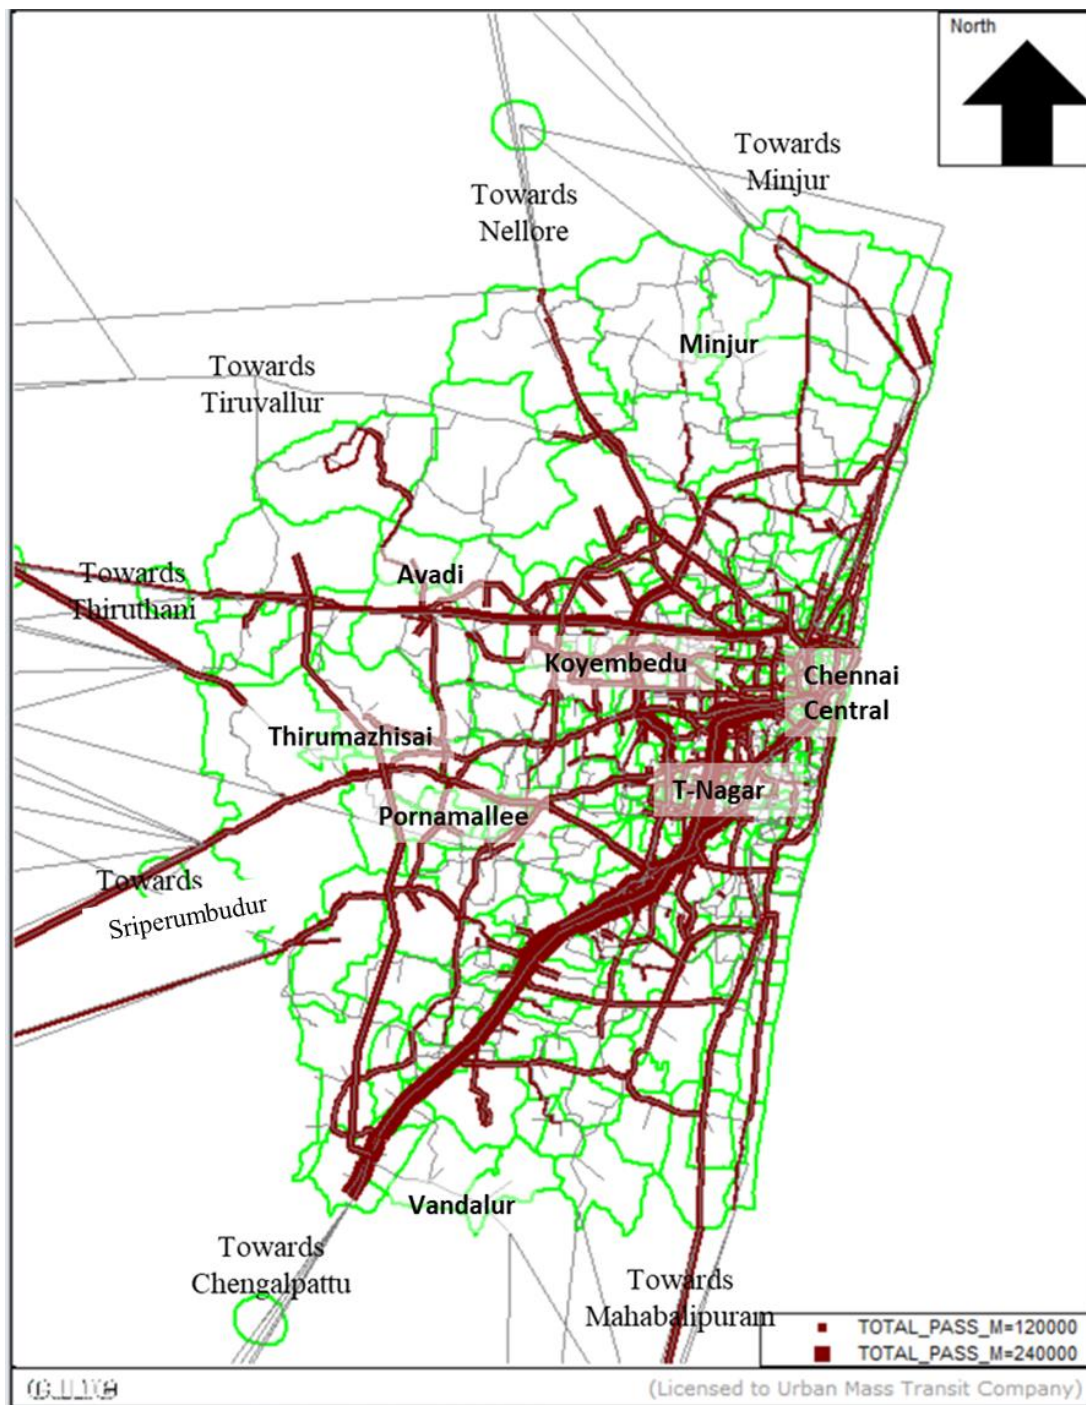 North
Towards
Minjur
Towards
Nellore
Minjur
Towards
Tiruvallur
Towards
Thiruthani
Avadi
Koyembedu
Chennai
Central
Thirumazhisai
T-Nagar
Pornamallee
Towards
Sriperumbudur
Vandalur
Towards
Chengalpattu
Towards
Mahabalipuram
TOTAL_PASS_M=120000
TOTAL_PASS_M=240000
(Licensed to Urban Mass Transit Company)